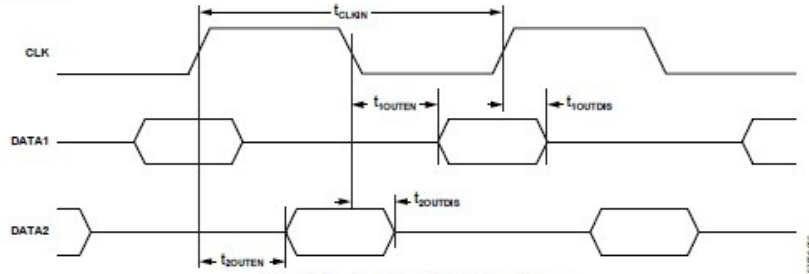 tCLKIN
CLK
t1OUTEN
t1OUTDIS
DATA1
t2OUTDIS
DATA2
t2OUTEN